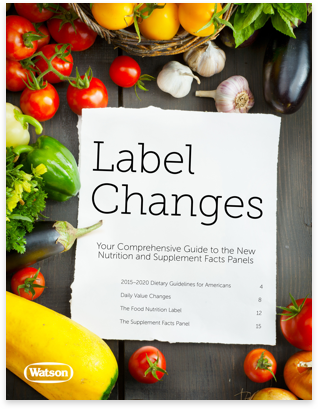 Label
Changes
Your Comprehensive Guide to the New
Nutrition and Supplement Facts Panels
2015–2020 Dietary Guidelines for Americans 4
Daily Value Changes 8
The Food Nutrition Label 12
The Supplement Facts Panel 15
Watson